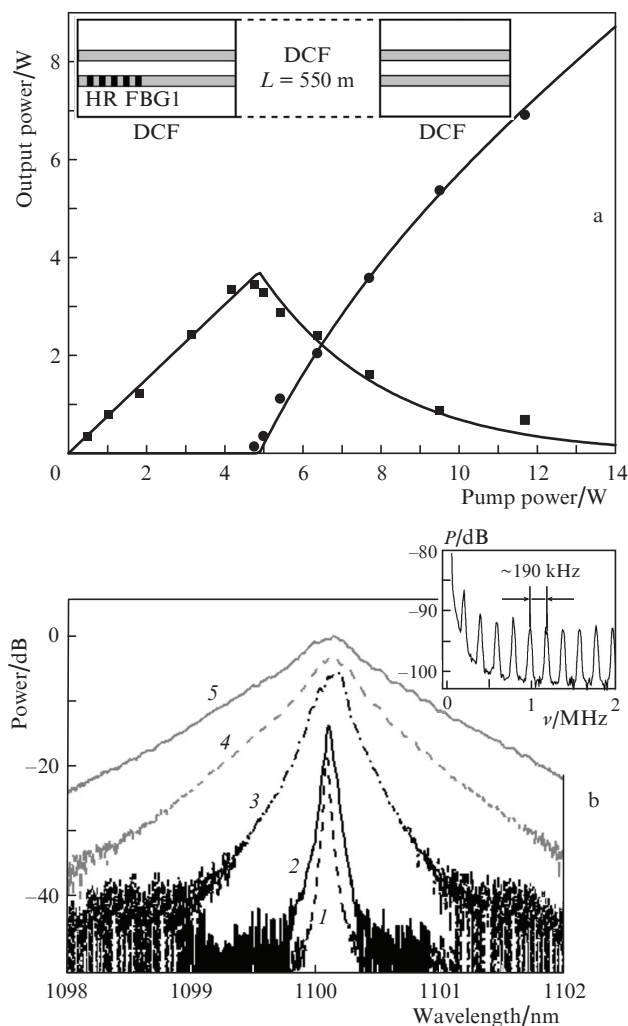 a
Output power/W
8
6
4
2
0
2
4
6
8
10
12
14
Pump power/W
HR FBG1
DCF
DCF
L = 550 m
DCF
b
Power/dB
0
−20
−40
1098
1099
1100
1101
1102
Wavelength/nm
5
4
3
2
1
P/dB
−80
−90
−100
~190 kHz
0
1
2
ν/MHz